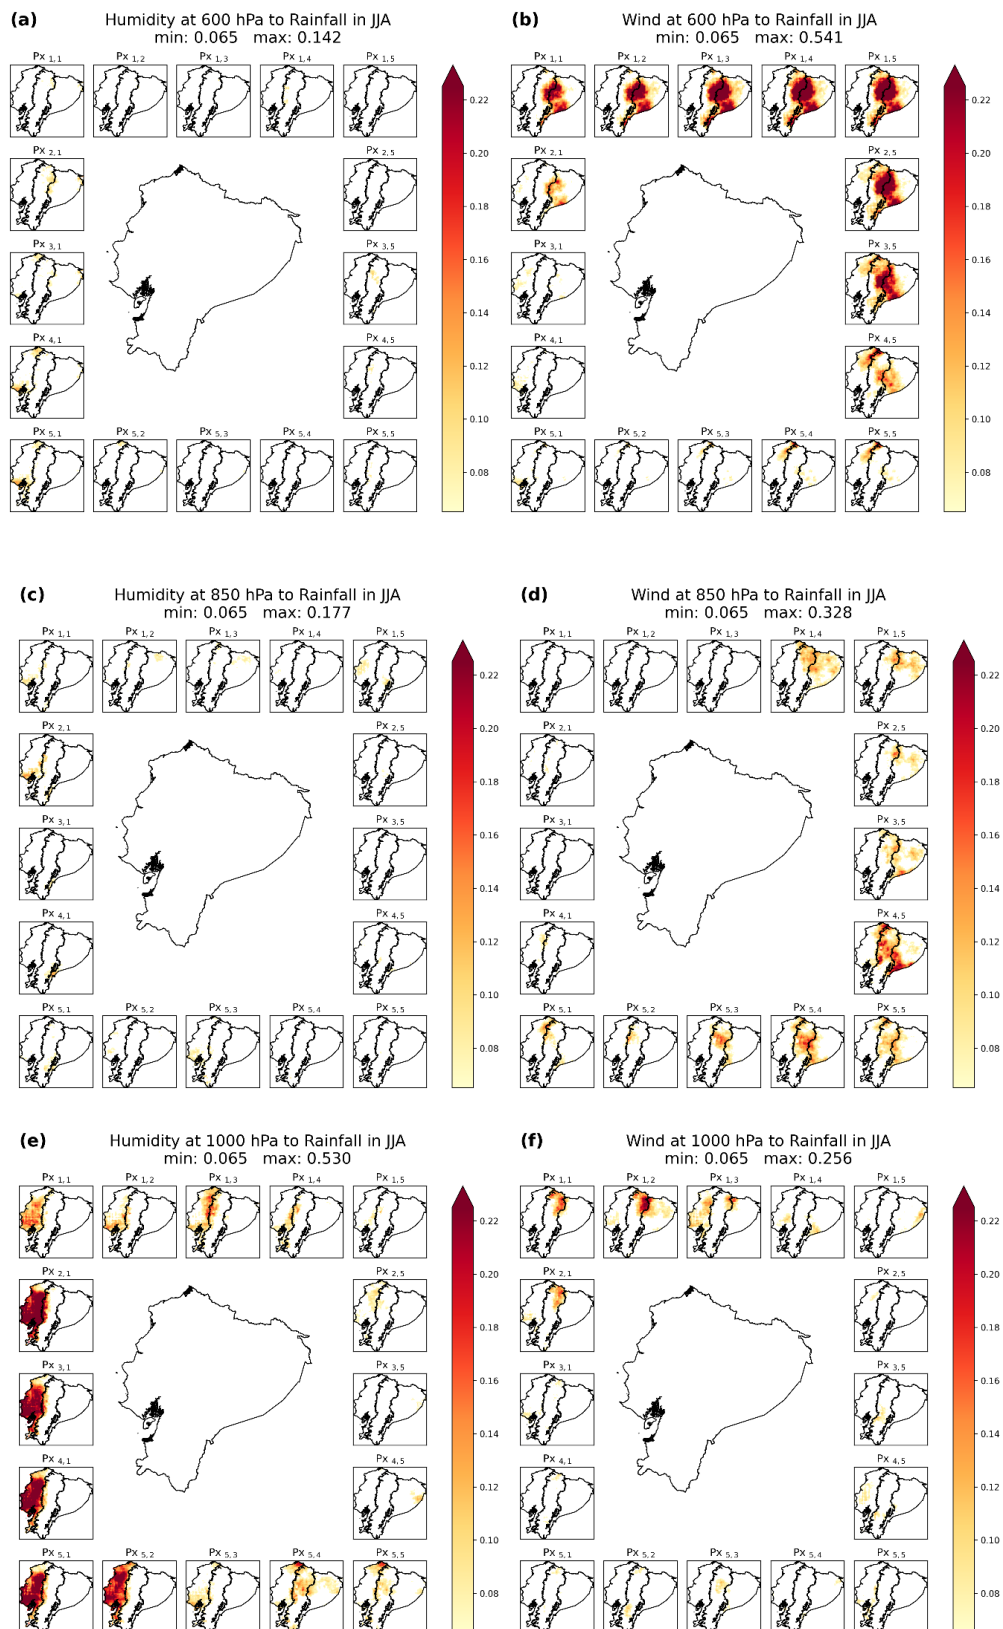 (a) Humidity at 600 hPa to Rainfall in JJA
min: 0.065 max: 0.142
Px 1, 1 Px 1, 2 Px 1, 3 Px 1, 4 Px 1, 5
Px 2, 1 Px 2, 5
Px 3, 1 Px 3, 5
Px 4, 1 Px 4, 5
Px 5, 1 Px 5, 2 Px 5, 3 Px 5, 4 Px 5, 5
0.22
0.20
0.18
0.16
0.14
0.12
0.10
0.08
(b) Wind at 600 hPa to Rainfall in JJA
min: 0.065 max: 0.541
Px 1, 1 Px 1, 2 Px 1, 3 Px 1, 4 Px 1, 5
Px 2, 1 Px 2, 5
Px 3, 1 Px 3, 5
Px 4, 1 Px 4, 5
Px 5, 1 Px 5, 2 Px 5, 3 Px 5, 4 Px 5, 5
0.22
0.20
0.18
0.16
0.14
0.12
0.10
0.08
(c) Humidity at 850 hPa to Rainfall in JJA
min: 0.065 max: 0.177
Px 1, 1 Px 1, 2 Px 1, 3 Px 1, 4 Px 1, 5
Px 2, 1 Px 2, 5
Px 3, 1 Px 3, 5
Px 4, 1 Px 4, 5
Px 5, 1 Px 5, 2 Px 5, 3 Px 5, 4 Px 5, 5
0.22
0.20
0.18
0.16
0.14
0.12
0.10
0.08
(d) Wind at 850 hPa to Rainfall in JJA
min: 0.065 max: 0.328
Px 1, 1 Px 1, 2 Px 1, 3 Px 1, 4 Px 1, 5
Px 2, 1 Px 2, 5
Px 3, 1 Px 3, 5
Px 4, 1 Px 4, 5
Px 5, 1 Px 5, 2 Px 5, 3 Px 5, 4 Px 5, 5
0.22
0.20
0.18
0.16
0.14
0.12
0.10
0.08
(e) Humidity at 1000 hPa to Rainfall in JJA
min: 0.065 max: 0.530
Px 1, 1 Px 1, 2 Px 1, 3 Px 1, 4 Px 1, 5
Px 2, 1 Px 2, 5
Px 3, 1 Px 3, 5
Px 4, 1 Px 4, 5
Px 5, 1 Px 5, 2 Px 5, 3 Px 5, 4 Px 5, 5
0.22
0.20
0.18
0.16
0.14
0.12
0.10
0.08
(f) Wind at 1000 hPa to Rainfall in JJA
min: 0.065 max: 0.256
Px 1, 1 Px 1, 2 Px 1, 3 Px 1, 4 Px 1, 5
Px 2, 1 Px 2, 5
Px 3, 1 Px 3, 5
Px 4, 1 Px 4, 5
Px 5, 1 Px 5, 2 Px 5, 3 Px 5, 4 Px 5, 5
0.22
0.20
0.18
0.16
0.14
0.12
0.10
0.08